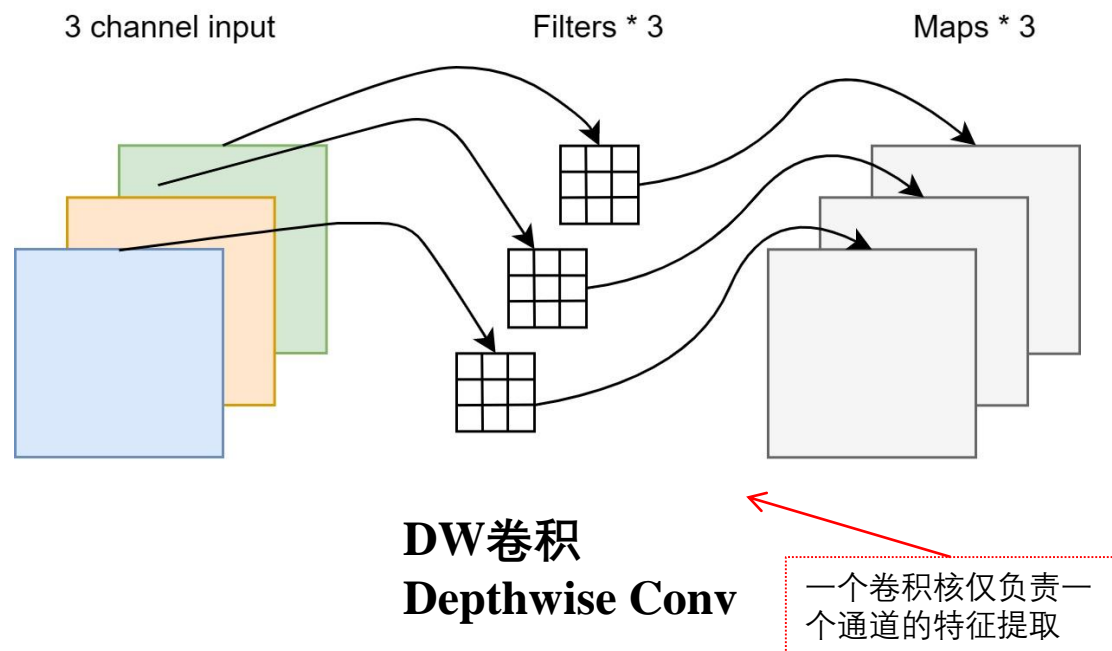 3 channel input
Filters * 3
Maps * 3
DW卷积
Depthwise Conv
一个卷积核仅负责一
个通道的特征提取